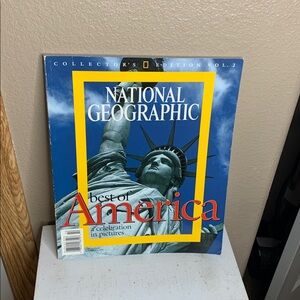 COLLECTOR'S EDITION VOL. 2
NATIONAL
GEOGRAPHIC
best of
America
a celebration
in pictures